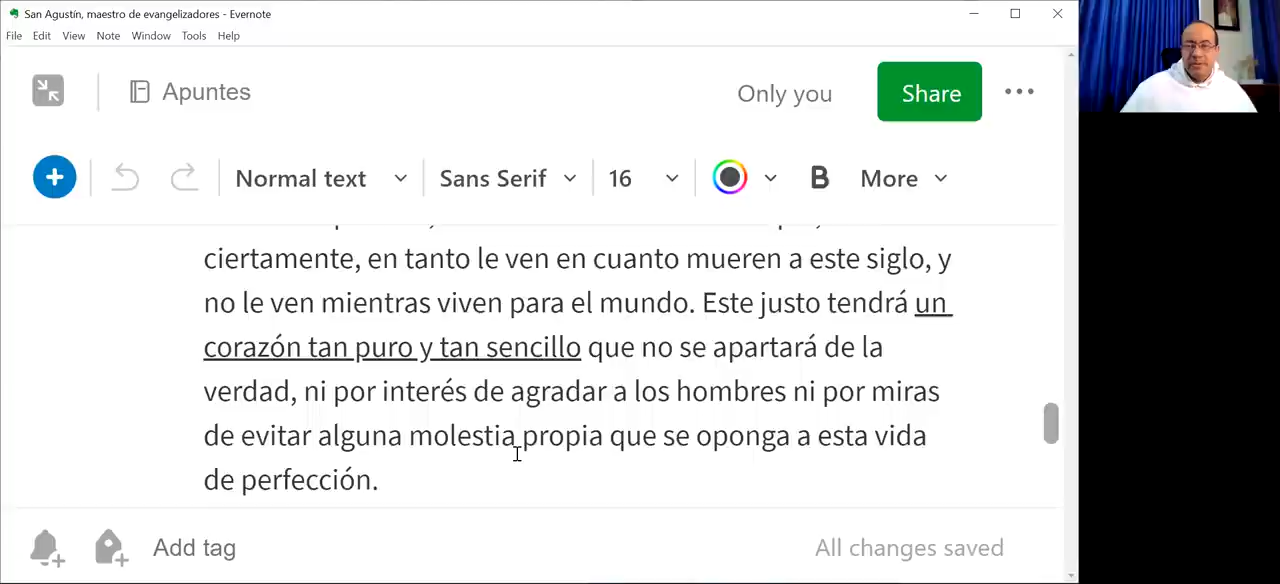 San Agustín, maestro de evangelizadores - Evernote
File Edit View Note Window Tools Help
Apuntes
Only you
Share
Normal text
Sans Serif
16
B
More
ciertamente, en tanto le ven en cuanto mueren a este siglo, y
no le ven mientras viven para el mundo. Este justo tendrá un
corazón tan puro y tan sencillo que no se apartará de la
verdad, ni por interés de agradar a los hombres ni por miras
de evitar alguna molestia propia que se oponga a esta vida
de perfección.
Add tag
All changes saved